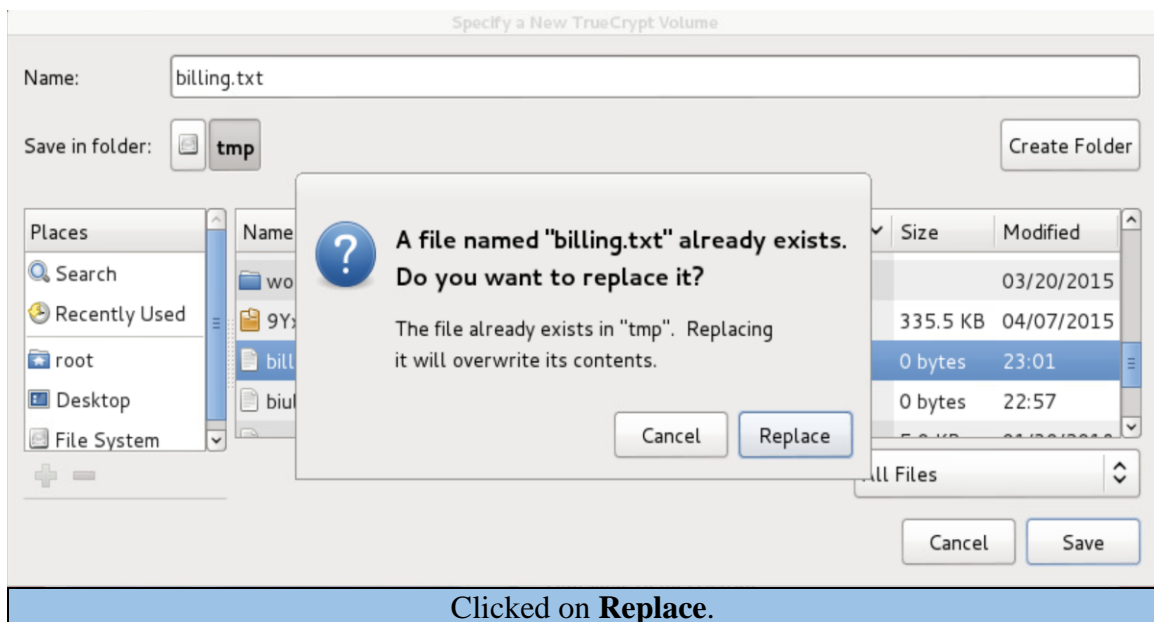 Specify a New TrueCrypt Volume
Name: billing.txt
Save in folder: tmp Create Folder
Places Name Size Modified
Search 03/20/2015
Recently Used 335.5 KB 04/07/2015
root 0 bytes 23:01
Desktop 0 bytes 22:57
File System
A file named "billing.txt" already exists.
Do you want to replace it?
The file already exists in "tmp". Replacing
it will overwrite its contents.
Cancel Replace
All Files
Cancel Save
Clicked on Replace.